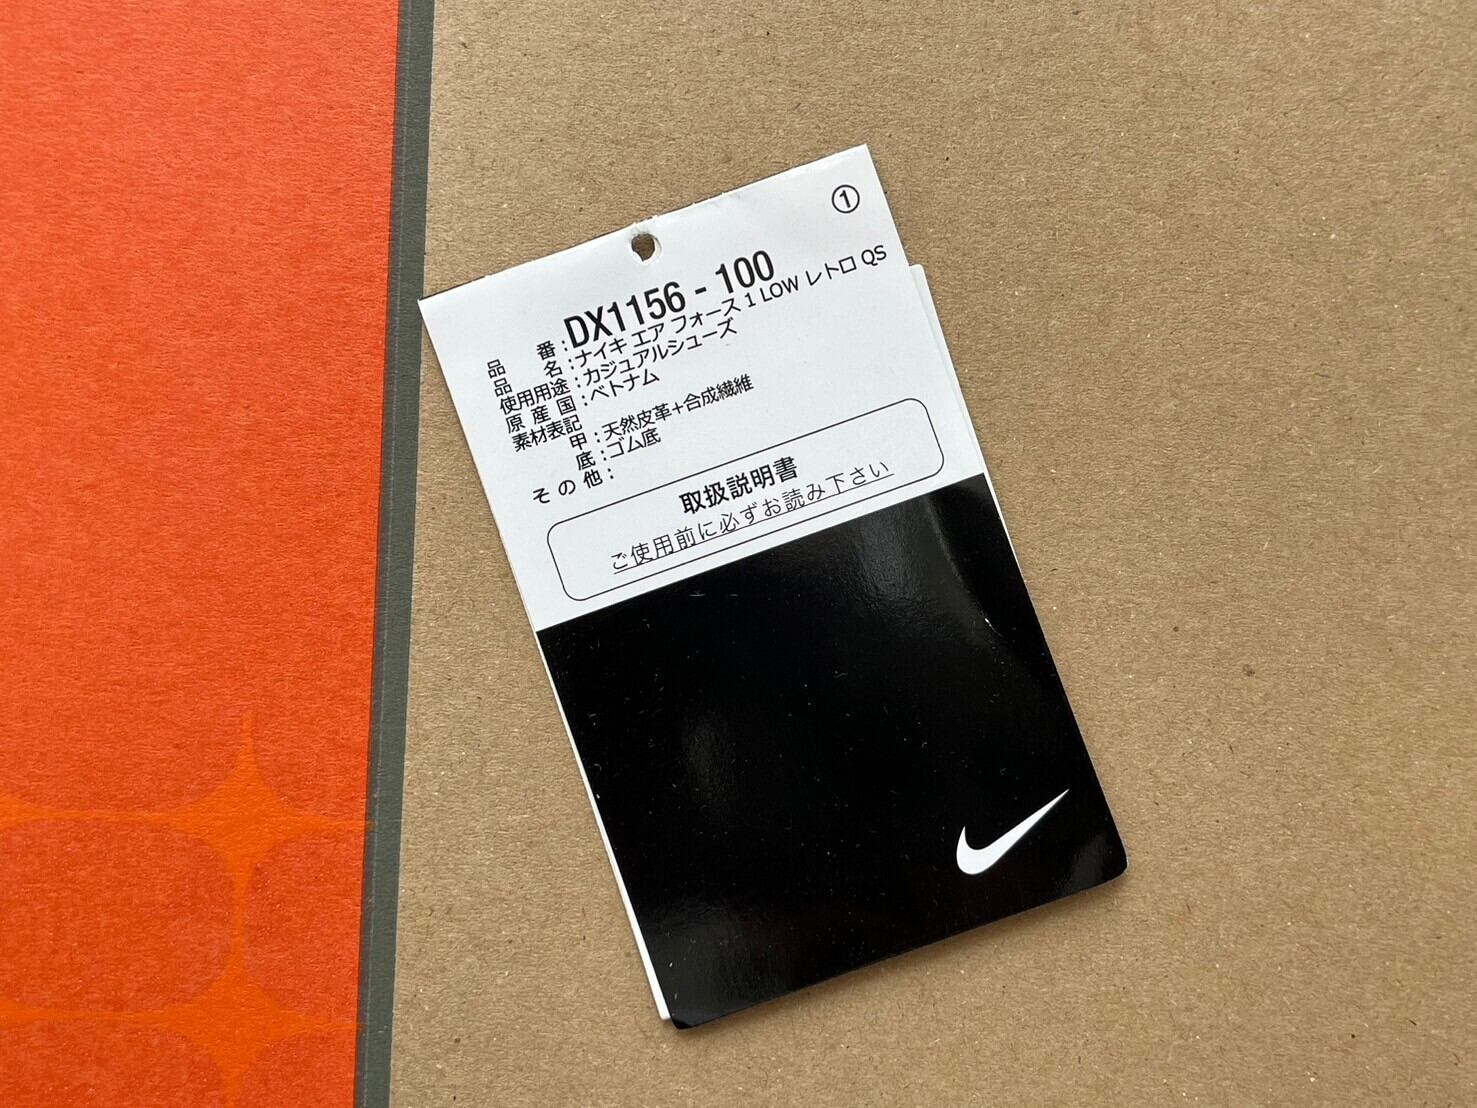 ①
品 番:DX1156 - 100
品 名:ナイキ エア フォース 1 LOW レトロ QS
使用用途:カジュアルシューズ
原 産 国:ベトナム
素材表記
甲:天然皮革+合成繊維
底:ゴム底
そ の 他:
取扱説明書
ご使用前に必ずお読み下さい